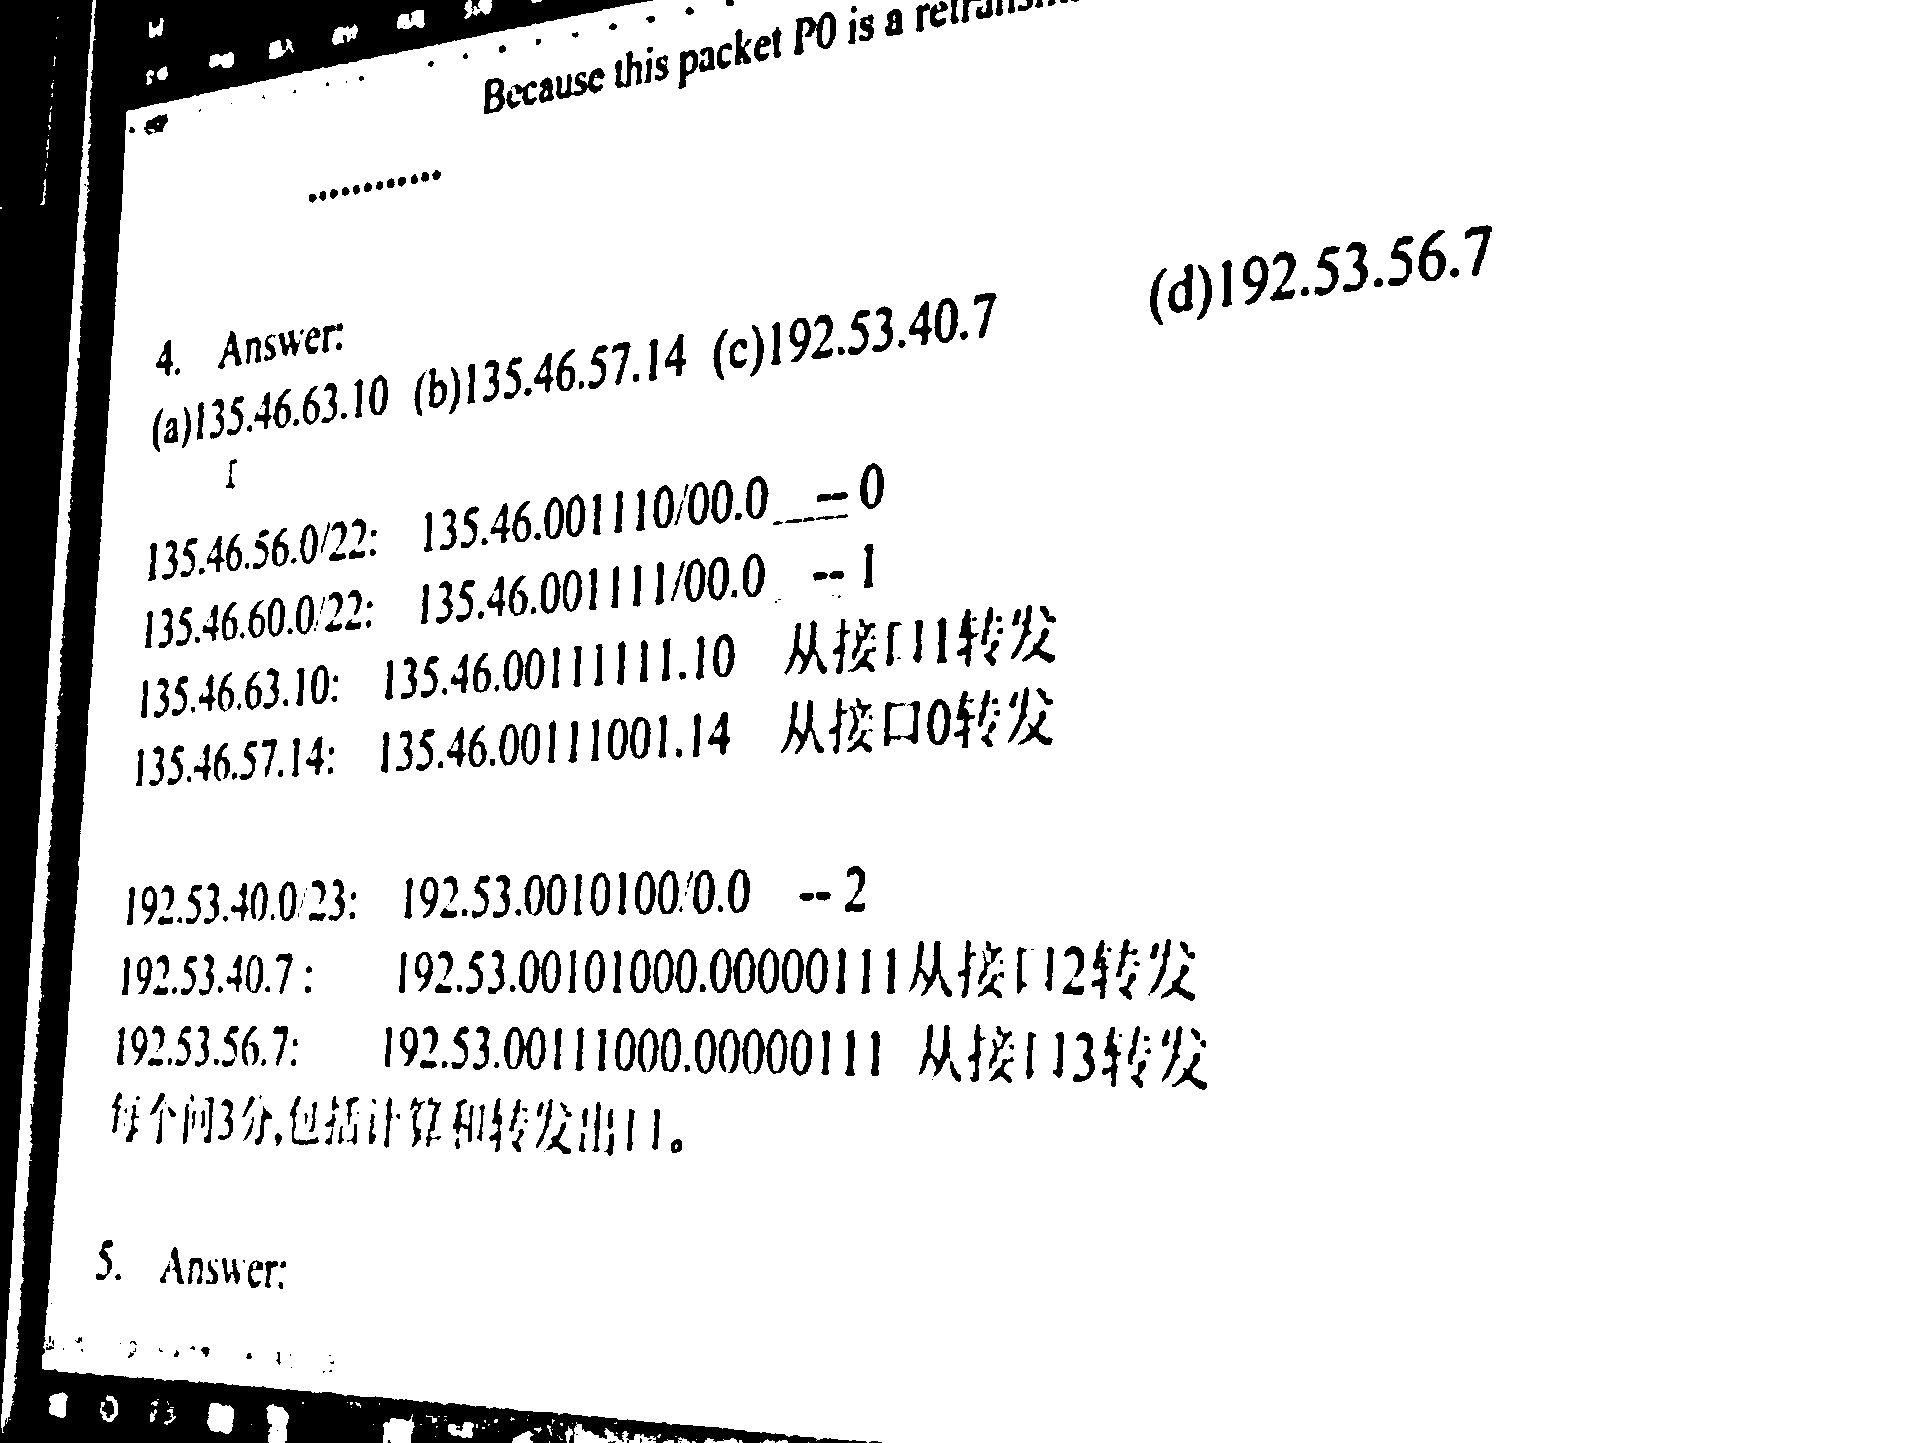 Because this packet P0 is a
............
4. Answer:
(a)135.46.63.10 (b)135.46.57.14 (c)192.53.40.7 (d)192.53.56.7
135.46.56.0/22: 135.46.001110/00.0 -- 0
135.46.60.0/22: 135.46.001111/00.0 -- 1
135.46.63.10: 135.46.00111111.10 从接口1转发
135.46.57.14: 135.46.00111001.14 从接口0转发
192.53.40.0/23: 192.53.0010100/0.0 -- 2
192.53.40.7 : 192.53.00101000.00000111从接口2转发
192.53.56.7: 192.53.00111000.00000111 从接口3转发
每个问3分,包括计算和转发出口。
5. Answer: